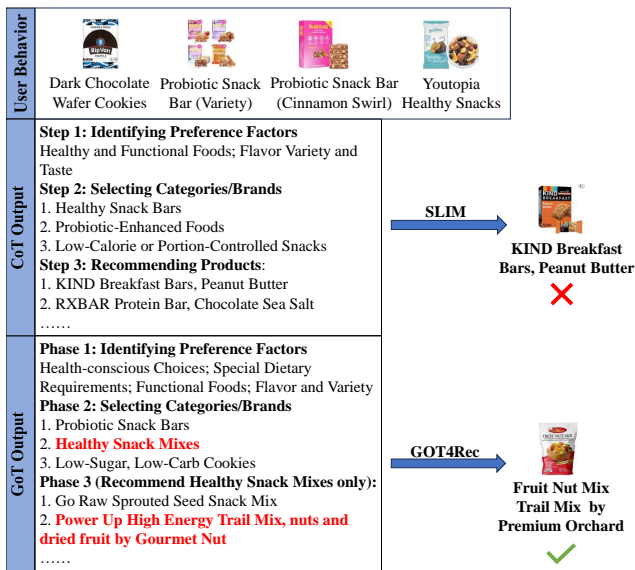 User Behavior
RipVan
Dark Chocolate
Wafer Cookies
Probiotic Snack
Bar (Variety)
Probiotic Snack Bar
(Cinnamon Swirl)
Youtopia
Healthy Snacks
CoT Output
Step 1: Identifying Preference Factors
Healthy and Functional Foods; Flavor Variety and
Taste
Step 2: Selecting Categories/Brands
1. Healthy Snack Bars
2. Probiotic-Enhanced Foods
3. Low-Calorie or Portion-Controlled Snacks
Step 3: Recommending Products:
1. KIND Breakfast Bars, Peanut Butter
2. RXBAR Protein Bar, Chocolate Sea Salt
……
SLIM
KIND
BREAKFAST
KIND Breakfast
Bars, Peanut Butter
GoT Output
Phase 1: Identifying Preference Factors
Health-conscious Choices; Special Dietary
Requirements; Functional Foods; Flavor and Variety
Phase 2: Selecting Categories/Brands
1. Probiotic Snack Bars
2. Healthy Snack Mixes
3. Low-Sugar, Low-Carb Cookies
Phase 3 (Recommend Healthy Snack Mixes only):
1. Go Raw Sprouted Seed Snack Mix
2. Power Up High Energy Trail Mix, nuts and
dried fruit by Gourmet Nut
……
GOT4Rec
FRUIT NUT MIX
Fruit Nut Mix
Trail Mix by
Premium Orchard